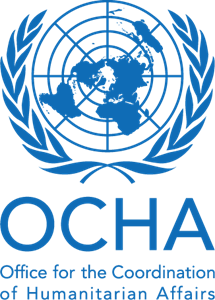 OCHA
Office for the Coordination
of Humanitarian Affairs